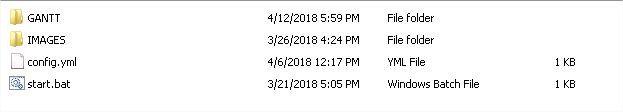 GANTT 4/12/2018 5:59 PM File folder
IMAGES 3/26/2018 4:24 PM File folder
config.yml 4/6/2018 12:17 PM YML File 1 KB
start.bat 3/21/2018 5:05 PM Windows Batch File 1 KB